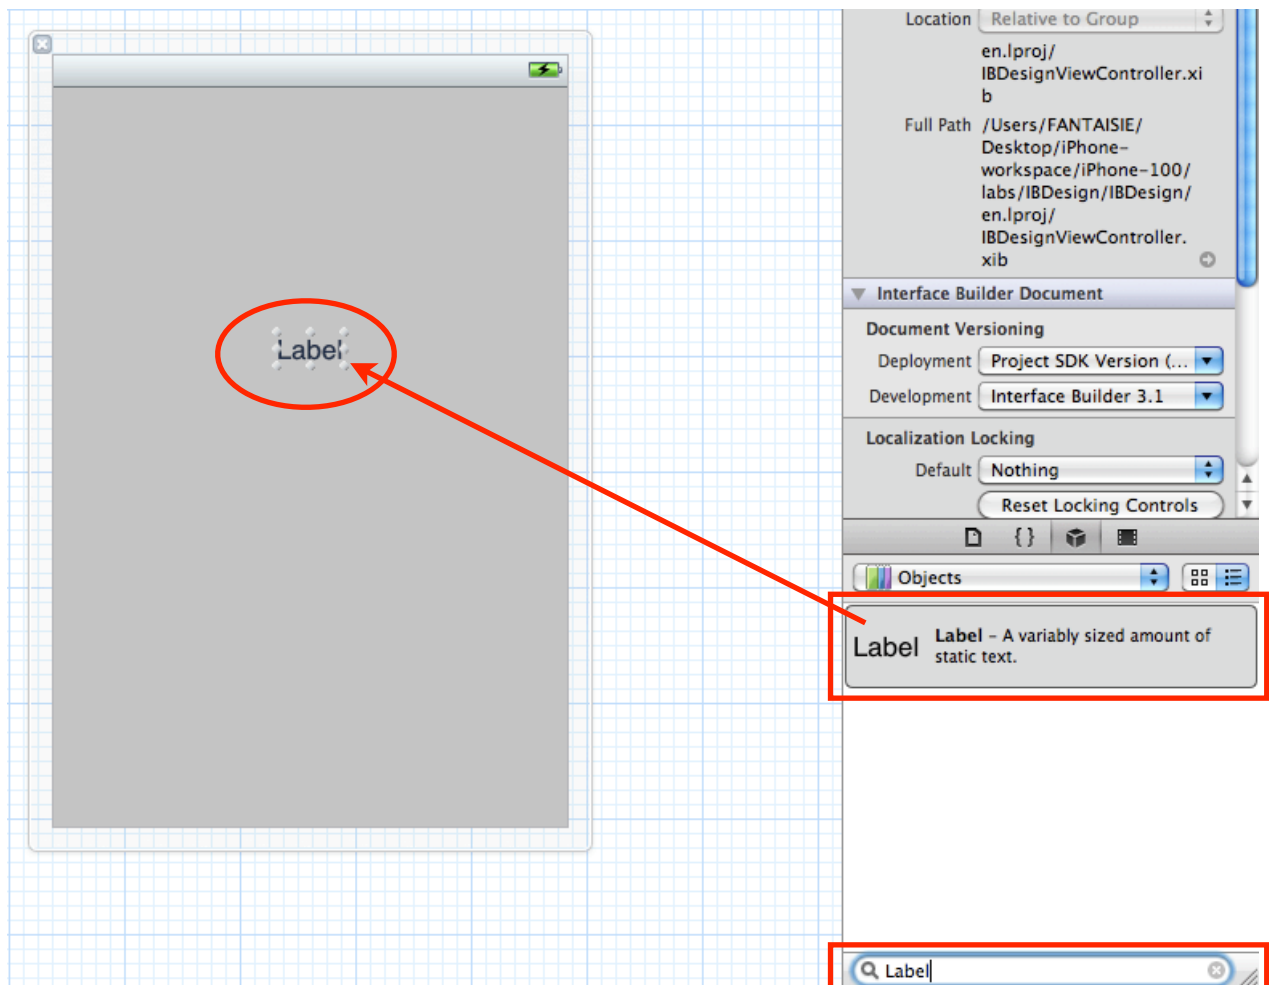 Location Relative to Group
en.lproj/
IBDesignViewController.xi
b
Full Path /Users/FANTAISIE/
Desktop/iPhone-
workspace/iPhone-100/
labs/IBDesign/IBDesign/
en.lproj/
IBDesignViewController.
xib
Interface Builder Document
Document Versioning
Deployment Project SDK Version (...
Development Interface Builder 3.1
Localization Locking
Default Nothing
Reset Locking Controls
{}
Objects
Label
Label – A variably sized amount of
static text.
Label
Label